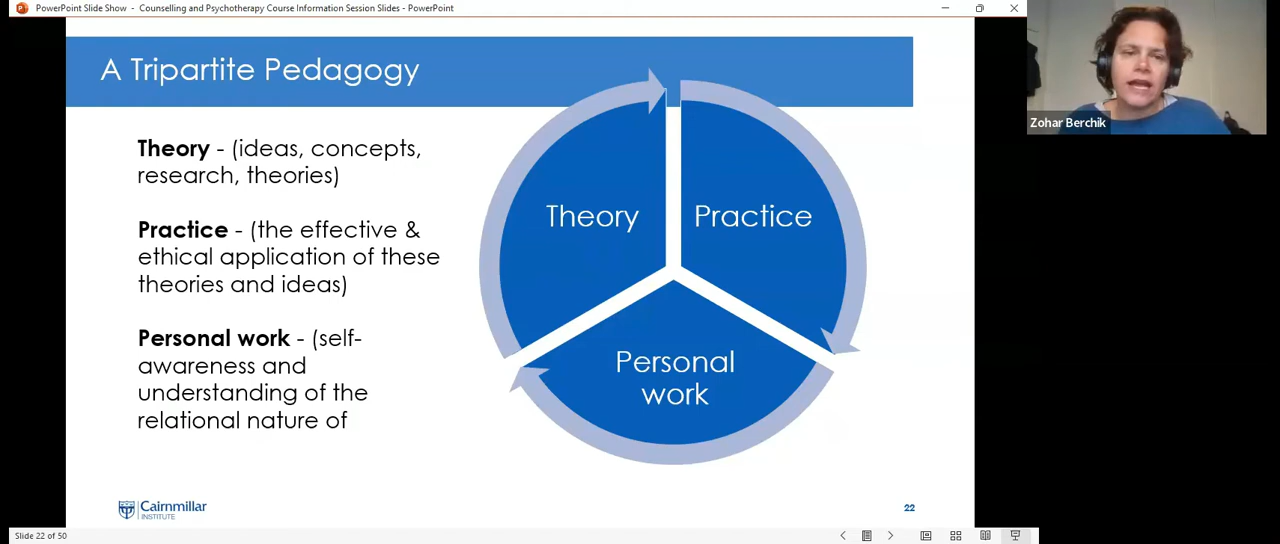 PowerPoint Slide Show - Counselling and Psychotherapy Course Information Session Slides - PowerPoint
A Tripartite Pedagogy
Zohar Berchik
Theory - (ideas, concepts,
research, theories)
Practice - (the effective &
ethical application of these
theories and ideas)
Personal work - (self-
awareness and
understanding of the
relational nature of
Theory
Practice
Personal
work
Cairnmillar
INSTITUTE
22
Slide 22 of 50